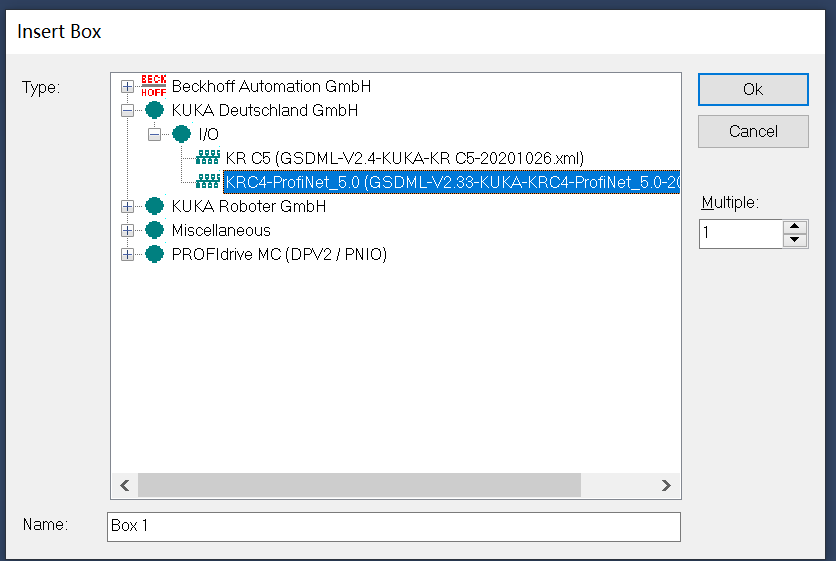 Insert Box
Type:
BECK
HOFF
Beckhoff Automation GmbH
KUKA Deutschland GmbH
I/O
KR C5 (GSDML-V2.4-KUKA-KR C5-20201026.xml)
KRC4-ProfiNet_5.0 (GSDML-V2.33-KUKA-KRC4-ProfiNet_5.0-20
KUKA Roboter GmbH
Miscellaneous
PROFIdrive MC (DPV2 / PNIO)
Ok
Cancel
Multiple:
1
Name:
Box 1